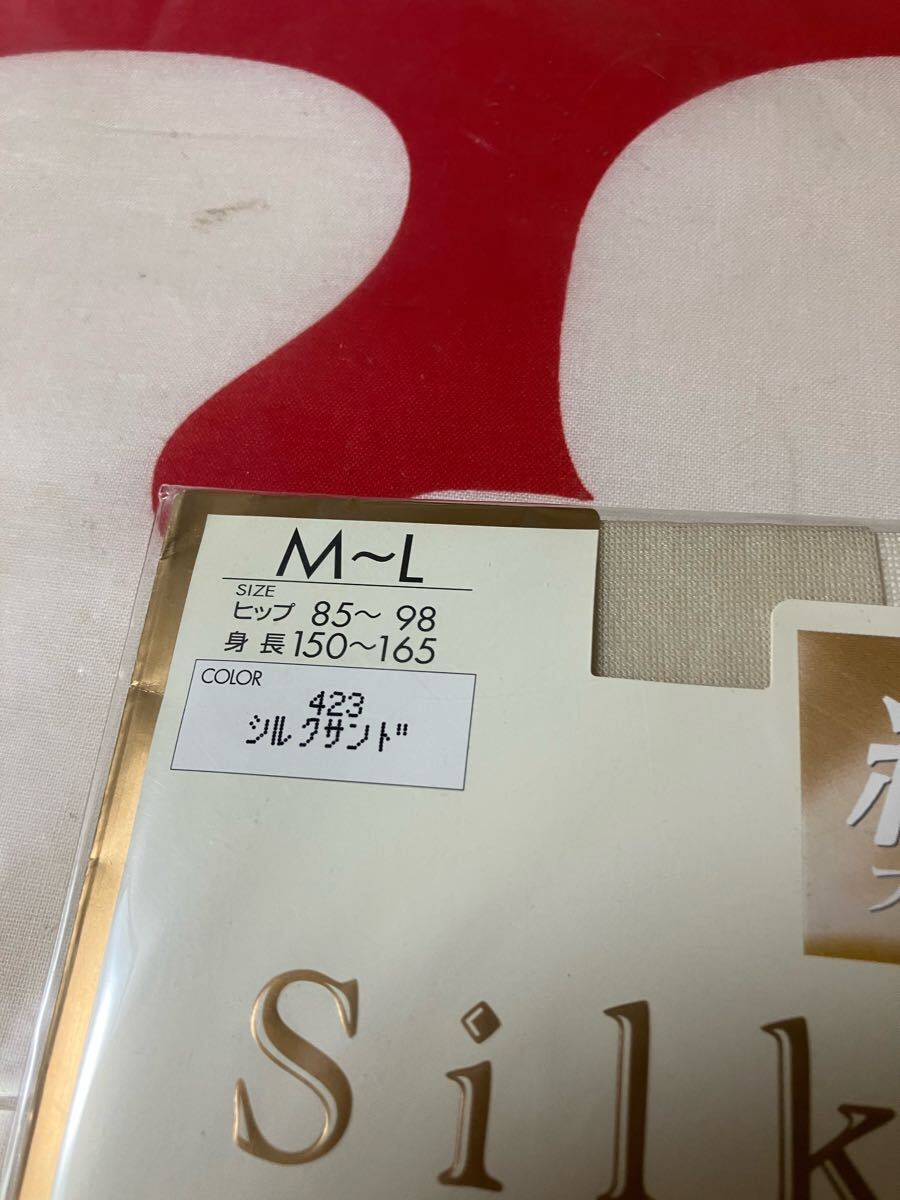 M～L
SIZE
ヒップ 85～98
身長 150～165
COLOR
423
シルクサンド
Silk